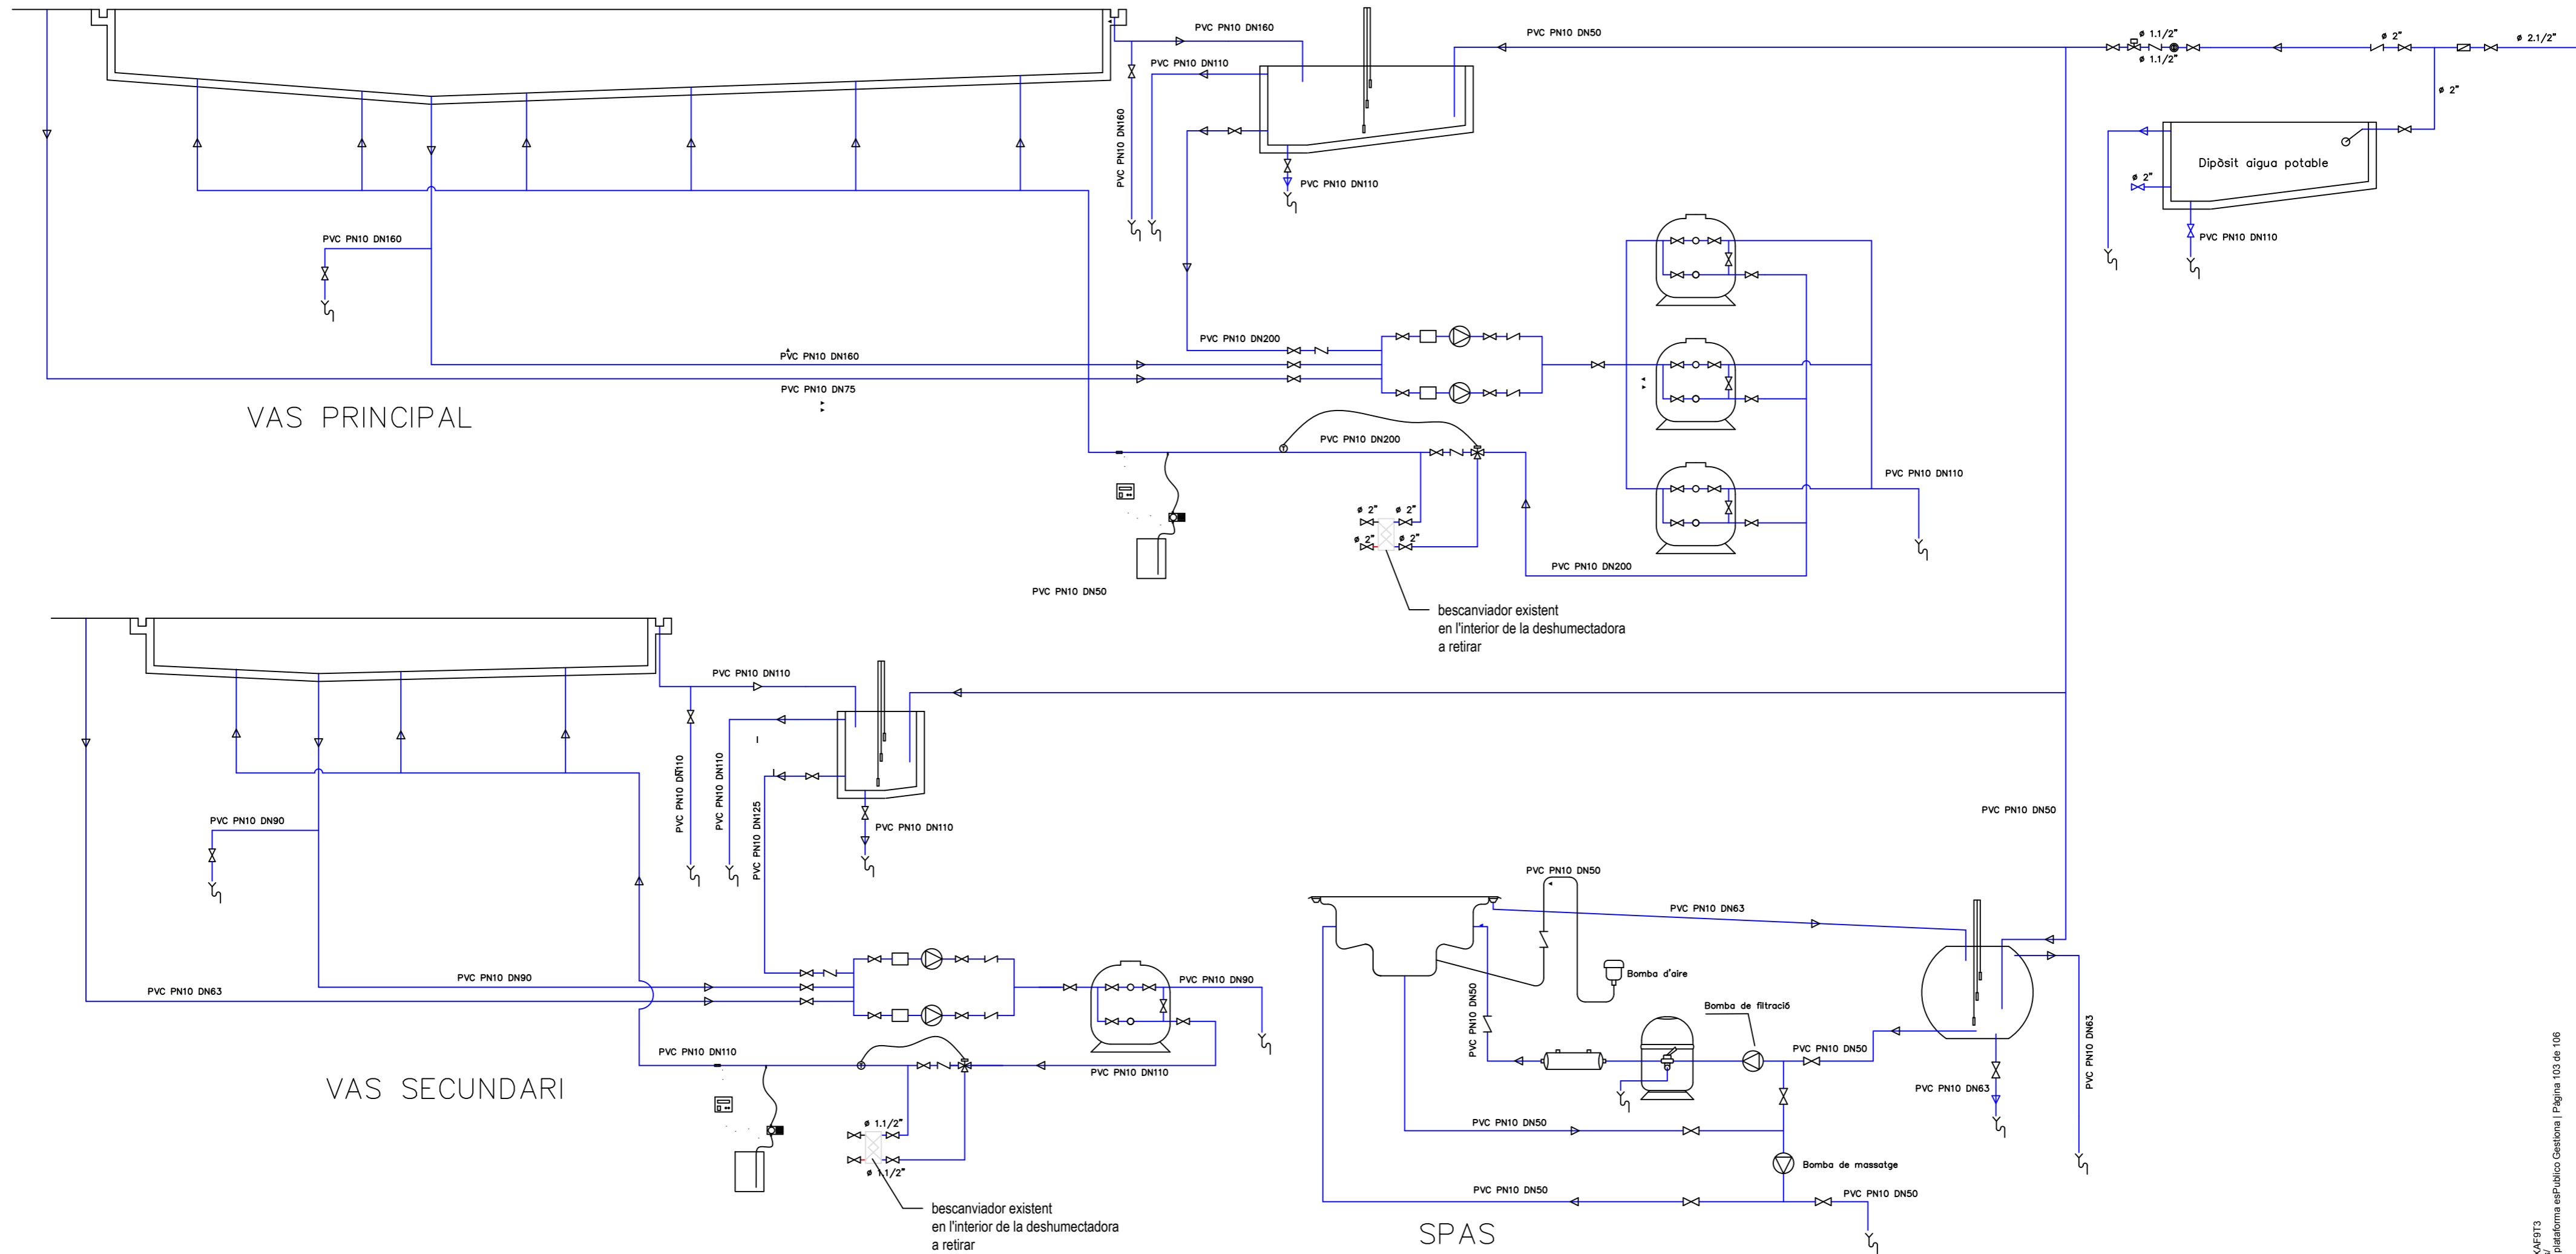 PVC PN10 DN160
PVC PN10 DN50
ø 1.1/2"
ø 1.1/2"
ø 2"
ø 2.1/2"
PVC PN10 DN110
PVC PN10 DN160
ø 2"
Dipòsit aigua potable
ø 2"
PVC PN10 DN110
PVC PN10 DN110
PVC PN10 DN160
PVC PN10 DN200
PVC PN10 DN160
PVC PN10 DN75
VAS PRINCIPAL
PVC PN10 DN200
PVC PN10 DN110
ø 2"
ø 2"
ø 2"
ø 2"
PVC PN10 DN200
PVC PN10 DN50
bescanviador existent
en l'interior de la deshumectadora
a retirar
PVC PN10 DN110
PVC PN10 DN110
PVC PN10 DN110
PVC PN10 DN125
PVC PN10 DN110
PVC PN10 DN90
PVC PN10 DN50
PVC PN10 DN90
PVC PN10 DN63
PVC PN10 DN90
PVC PN10 DN110
PVC PN10 DN110
VAS SECUNDARI
ø 1.1/2"
ø 1.1/2"
bescanviador existent
en l'interior de la deshumectadora
a retirar
PVC PN10 DN50
PVC PN10 DN63
Bomba d'aire
Bomba de filtració
PVC PN10 DN50
PVC PN10 DN50
PVC PN10 DN63
PVC PN10 DN63
PVC PN10 DN50
Bomba de massatge
PVC PN10 DN50
PVC PN10 DN50
SPAS
KAF9T3
plataforma esPublico Gestiona | Pàgina 103 de 106